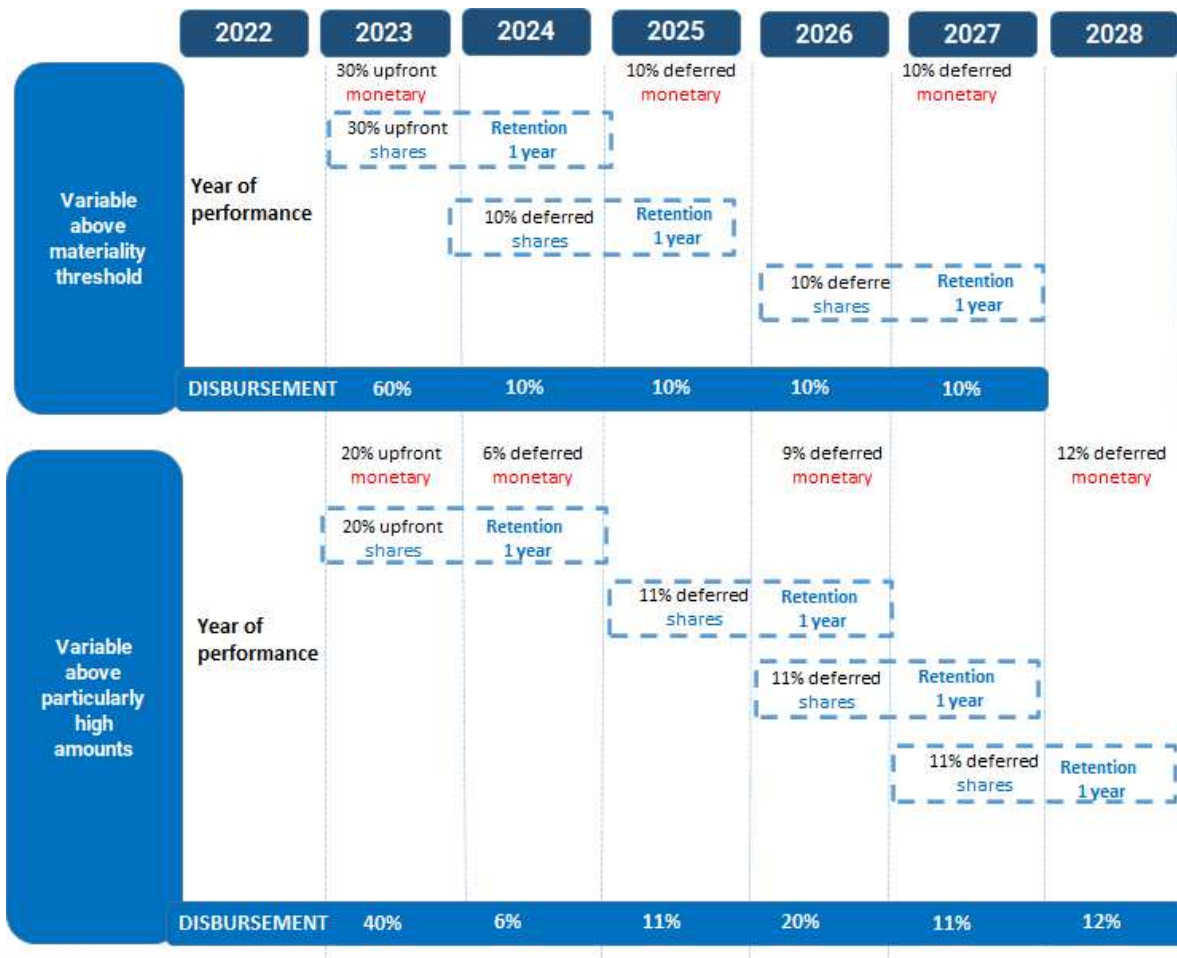 2022 2023 2024 2025 2026 2027 2028
30% upfront
monetary
10% deferred
monetary
10% deferred
monetary
30% upfront
shares
Retention
1 year
Variable
above
materiality
threshold
Year of
performance
10% deferred
shares
Retention
1 year
10% deferre
shares
Retention
1 year
DISBURSEMENT 60% 10% 10% 10% 10%
20% upfront
monetary
6% deferred
monetary
9% deferred
monetary
12% deferred
monetary
20% upfront
shares
Retention
1 year
11% deferred
shares
Retention
1 year
Variable
above
particularly
high
amounts
Year of
performance
11% deferred
shares
Retention
1 year
11% deferred
shares
Retention
1 year
DISBURSEMENT 40% 6% 11% 20% 11% 12%